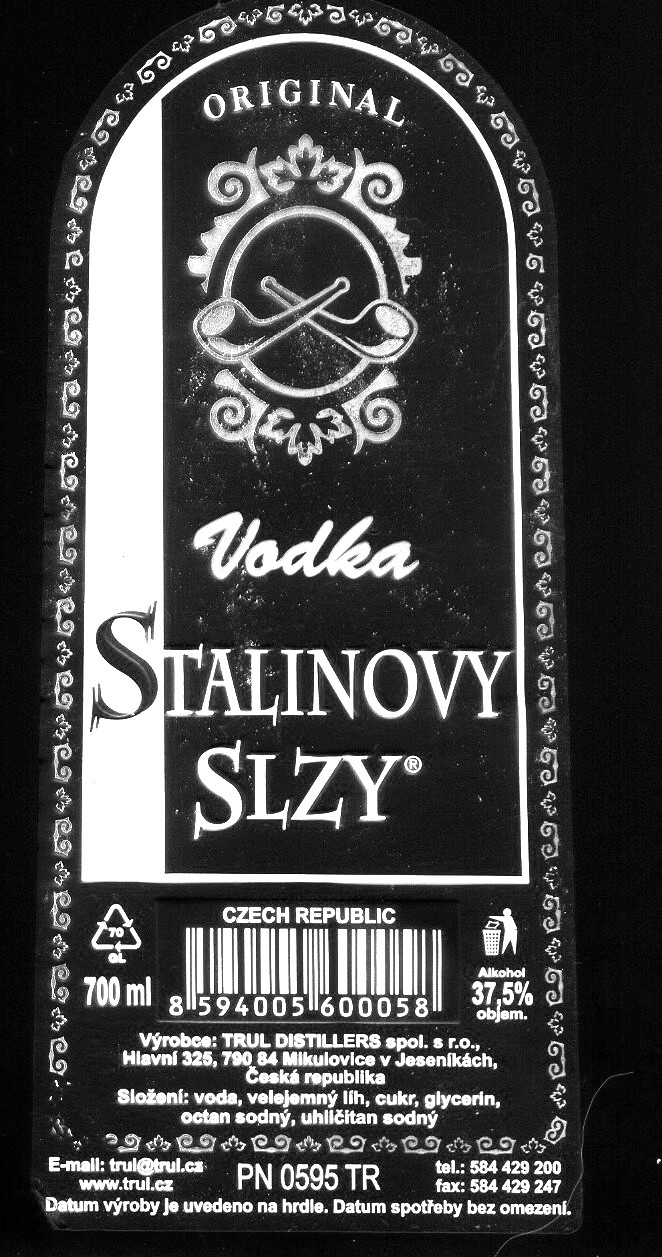 ORIGINAL
Vodka
STALINOVY
SLZY®
CZECH REPUBLIC
70
GL
700 ml
8 594005 600058
Alkohol
37,5%
objem.
Výrobce: TRUL DISTILLERS spol. s r.o.,
Hlavní 325, 790 84 Mikulovice v Jeseníkách,
Česká republika
Složení: voda, velejemný líh, cukr, glycerin,
octan sodný, uhličitan sodný
E-mail: trul@trul.cz
www.trul.cz
PN 0595 TR
tel.: 584 429 200
fax: 584 429 247
Datum výroby je uvedeno na hrdle. Datum spotřeby bez omezení.